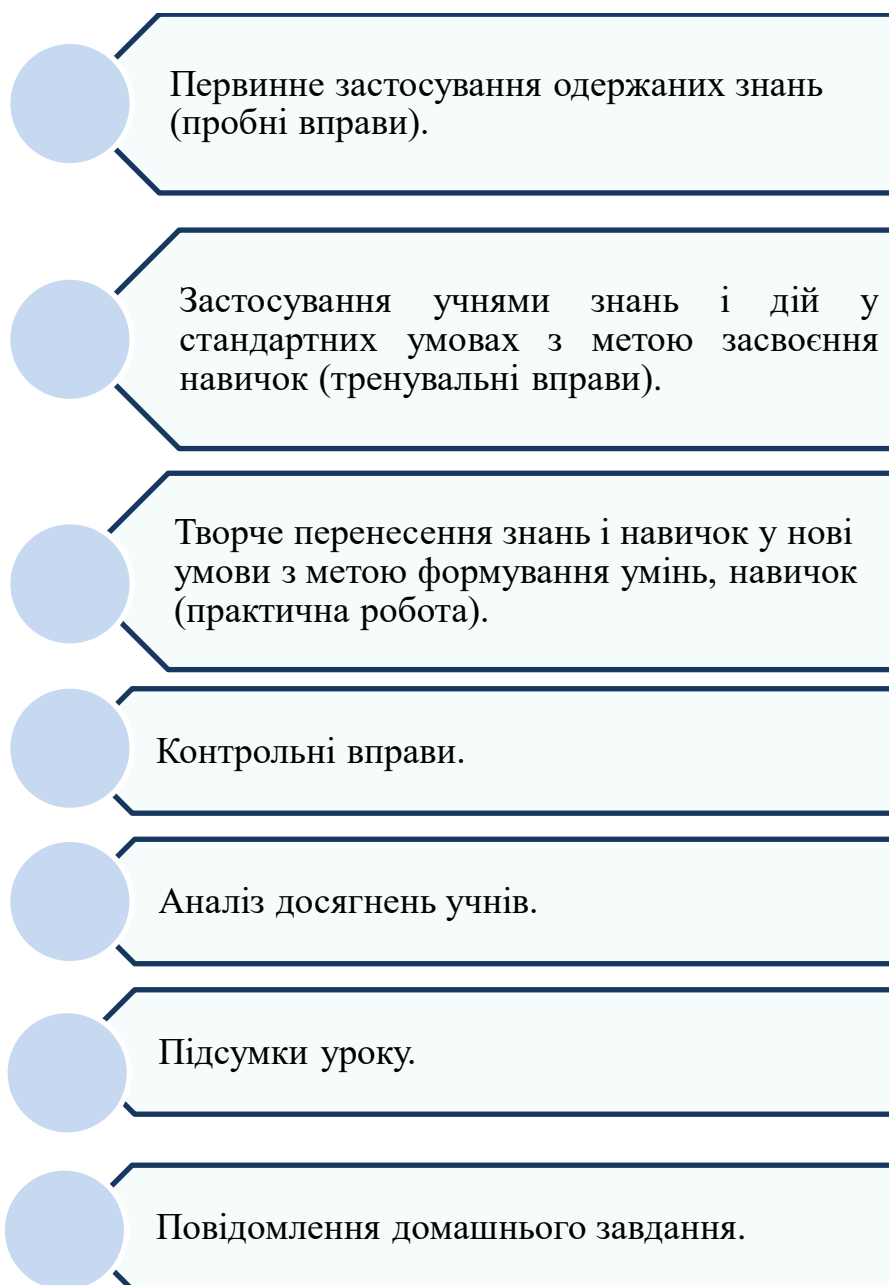 Первинне застосування одержаних знань
(пробні вправи).
Застосування учнями знань і дій у
стандартних умовах з метою засвоєння
навичок (тренувальні вправи).
Творче перенесення знань і навичок у нові
умови з метою формування умінь, навичок
(практична робота).
Контрольні вправи.
Аналіз досягнень учнів.
Підсумки уроку.
Повідомлення домашнього завдання.